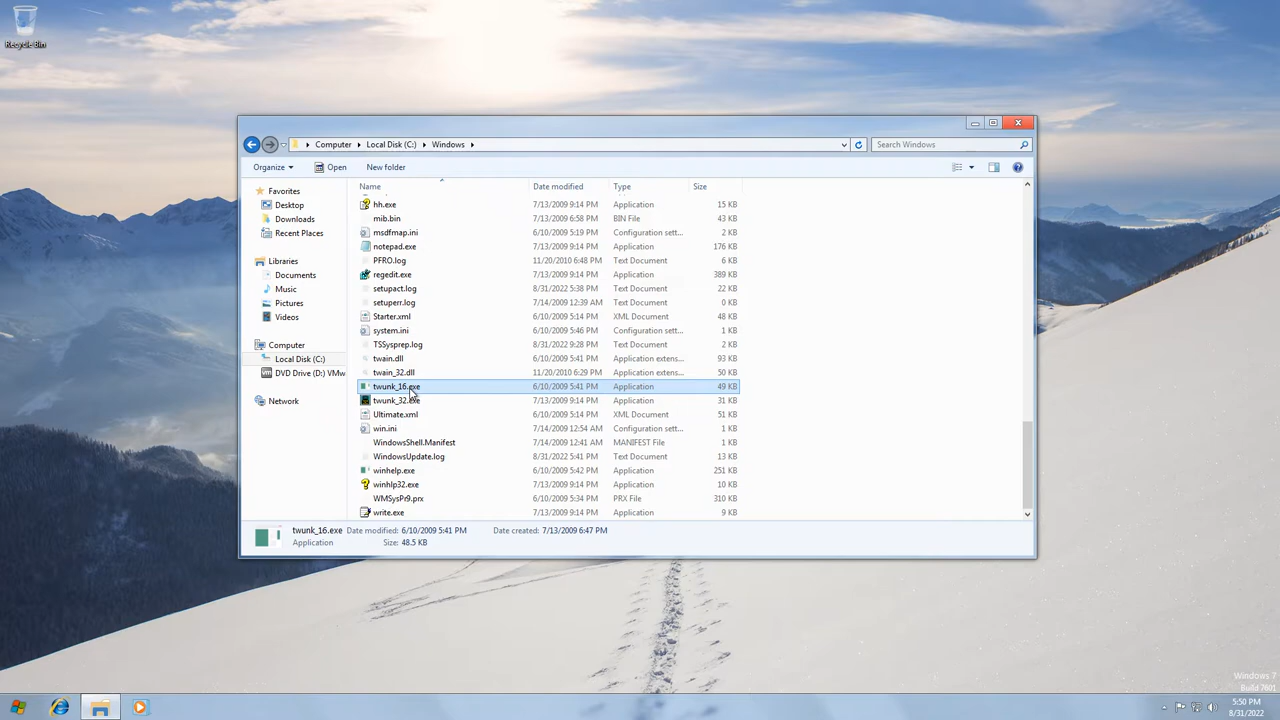 Recycle Bin
Computer Local Disk (C:) Windows
Search Windows
Organize Open New folder
Favorites
Desktop
Downloads
Recent Places
Libraries
Documents
Music
Pictures
Videos
Computer
Local Disk (C:)
DVD Drive (D:) VMw
Network
Name Date modified Type Size
hh.exe 7/13/2009 9:14 PM Application 15 KB
mib.bin 7/13/2009 6:58 PM BIN File 43 KB
msdfmap.ini 6/10/2009 5:19 PM Configuration sett... 2 KB
notepad.exe 7/13/2009 9:14 PM Application 176 KB
PFRO.log 11/20/2010 6:48 PM Text Document 6 KB
regedit.exe 7/13/2009 9:14 PM Application 389 KB
setupact.log 8/31/2022 5:38 PM Text Document 22 KB
setuperr.log 7/14/2009 12:39 AM Text Document 0 KB
Starter.xml 6/10/2009 5:14 PM XML Document 48 KB
system.ini 6/10/2009 5:46 PM Configuration sett... 1 KB
TSSysprep.log 8/31/2022 9:28 PM Text Document 2 KB
twain.dll 6/10/2009 5:41 PM Application extens... 93 KB
twain_32.dll 11/20/2010 6:29 PM Application extens... 50 KB
twunk_16.exe 6/10/2009 5:41 PM Application 49 KB
twunk_32.exe 7/13/2009 9:14 PM Application 31 KB
Ultimate.xml 6/10/2009 5:14 PM XML Document 4 KB
win.ini 7/14/2009 12:54 AM Configuration sett... 1 KB
WindowsShell.Manifest 7/14/2009 12:41 AM MANIFEST File 1 KB
WindowsUpdate.log 8/31/2022 5:41 PM Text Document 13 KB
winhelp.exe 6/10/2009 5:42 PM Application 251 KB
winhlp32.exe 7/13/2009 9:14 PM Application 10 KB
WMSysPr9.prx 6/10/2009 5:34 PM PRX File 310 KB
write.exe 7/13/2009 9:14 PM Application 9 KB
twunk_16.exe Date modified: 6/10/2009 5:41 PM Date created: 7/13/2009 6:47 PM
Application Size: 48.5 KB
Windows 7
Build 7601
5:50 PM
8/31/2022